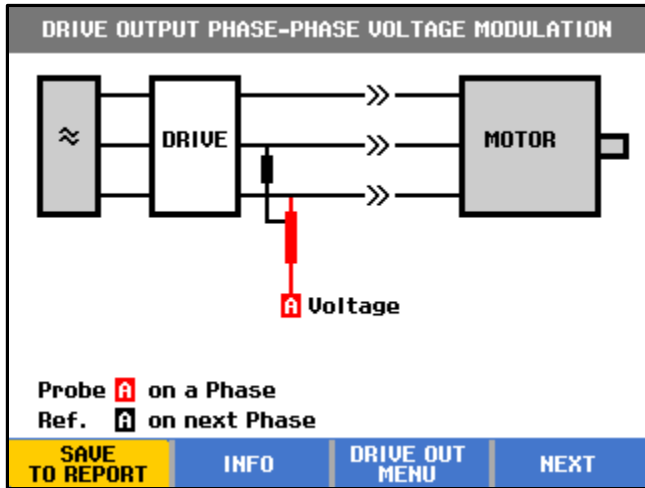 DRIVE OUTPUT PHASE-PHASE VOLTAGE MODULATION
≈
DRIVE
MOTOR
A Voltage
Probe A on a Phase
Ref. A on next Phase
SAVE TO REPORT
INFO
DRIVE OUT MENU
NEXT